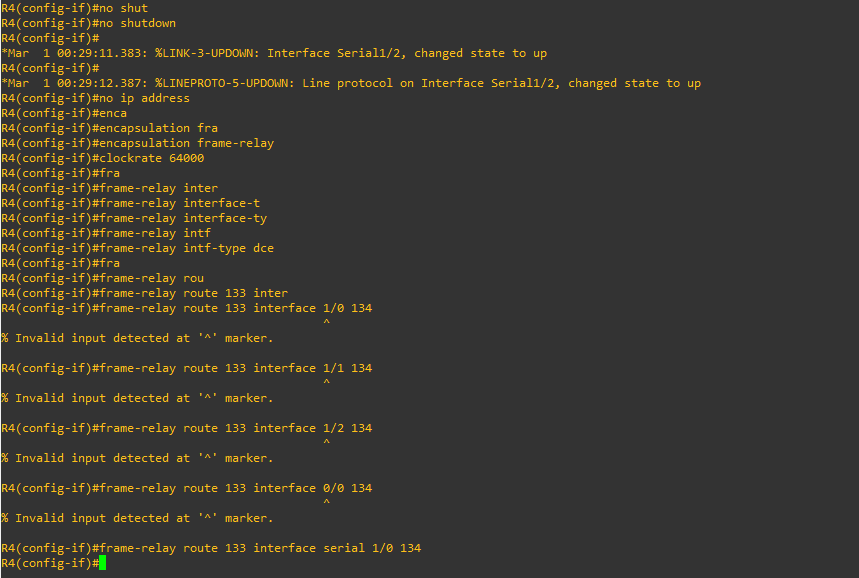 R4(config-if)#no shut
R4(config-if)#no shutdown
R4(config-if)#
*Mar  1 00:29:11.383: %LINK-3-UPDOWN: Interface Serial1/2, changed state to up
R4(config-if)#
*Mar  1 00:29:12.387: %LINEPROTO-5-UPDOWN: Line protocol on Interface Serial1/2, changed state to up
R4(config-if)#no ip address
R4(config-if)#enca
R4(config-if)#encapsulation fra
R4(config-if)#encapsulation frame-relay
R4(config-if)#clockrate 64000
R4(config-if)#fra
R4(config-if)#frame-relay inter
R4(config-if)#frame-relay interface-t
R4(config-if)#frame-relay interface-ty
R4(config-if)#frame-relay intf
R4(config-if)#frame-relay intf-type dce
R4(config-if)#fra
R4(config-if)#frame-relay rou
R4(config-if)#frame-relay route 133 inter
R4(config-if)#frame-relay route 133 interface 1/0 134
^
% Invalid input detected at '^' marker.
R4(config-if)#frame-relay route 133 interface 1/1 134
^
% Invalid input detected at '^' marker.
R4(config-if)#frame-relay route 133 interface 1/2 134
^
% Invalid input detected at '^' marker.
R4(config-if)#frame-relay route 133 interface 0/0 134
^
% Invalid input detected at '^' marker.
R4(config-if)#frame-relay route 133 interface serial 1/0 134
R4(config-if)#